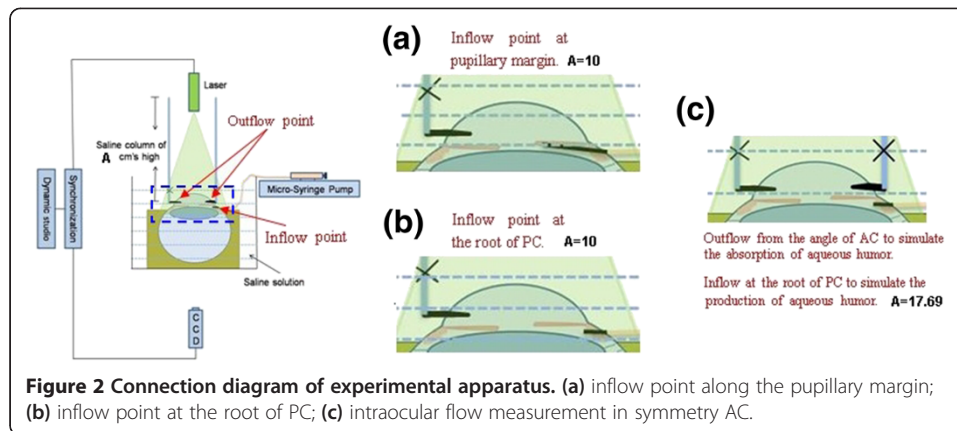 Laser
Outflow point
Saline column of
A cm's high
Dynamic studio
Synchronization
Micro-Syringe Pump
Inflow point
Saline solution
CCD
(a)
Inflow point at
pupillary margin. A=10
(b)
Inflow point at
the root of PC. A=10
(c)
Outflow from the angle of AC to simulate
the absorption of aqueous humor.
Inflow at the root of PC to simulate the
production of aqueous humor. A=17.69
Figure 2 Connection diagram of experimental apparatus. (a) inflow point along the pupillary margin;
(b) inflow point at the root of PC; (c) intraocular flow measurement in symmetry AC.